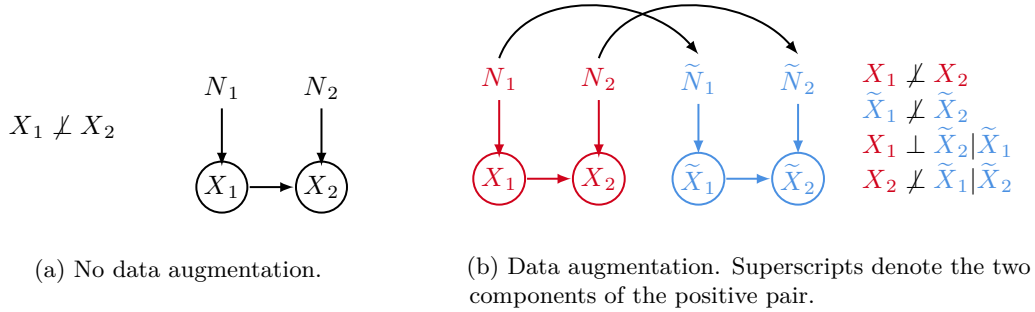 N₁ N₂ N₁ N₂ Ñ₁ Ñ₂
X₁ ⊥̸ X₂
X₁ X₂ X₁ X₂ X̃₁ X̃₂
X₁ ⊥̸ X₂
X̃₁ ⊥̸ X̃₂
X₁ ⊥ X̃₂|X̃₁
X₂ ⊥̸ X̃₁|X̃₂
(a) No data augmentation.
(b) Data augmentation. Superscripts denote the two
components of the positive pair.